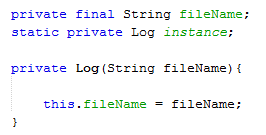 private final String fileName;
static private Log instance;
private Log(String fileName){
this.fileName = fileName;
}